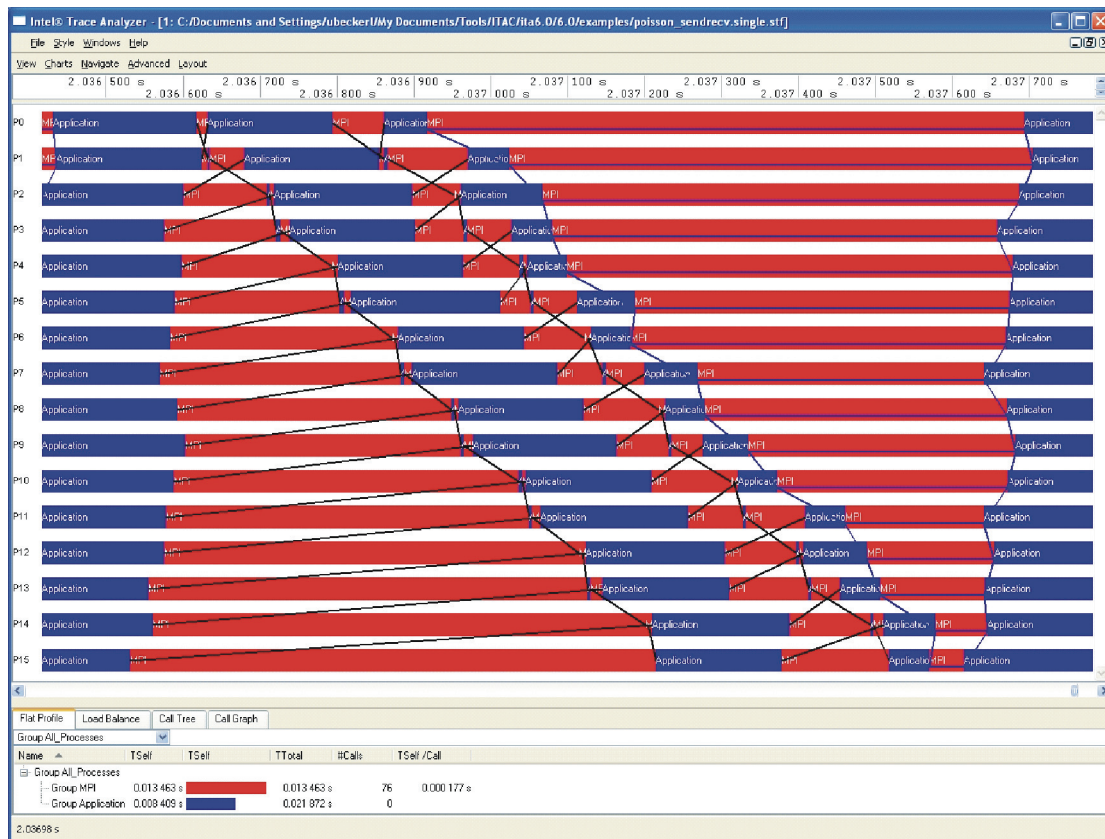 Intel® Trace Analyzer - [1: C:/Documents and Settings/ubeckerl/My Documents/Tools/ITAC/ita6.0/6.0/examples/poisson_sendrecv.single.stf]
File Style Windows Help
View Charts Navigate Advanced Layout
2.036 500 s 2.036 700 s 2.036 900 s 2.037 100 s 2.037 300 s 2.037 500 s 2.037 700 s
2.036 600 s 2.036 800 s 2.037 000 s 2.037 200 s 2.037 400 s 2.037 600 s
P0 Application Application MPI Application MPI Application
P1 Application MPI Application MPI Application MPI Application
P2 Application MPI Application MPI Application MPI Application
P3 Application MPI Application MPI MPI Applicatic MPI Application
P4 Application MPI Application MPI Applicati MPI Application
P5 Application MPI Application MPI MPI Application MPI Application
P6 Application MPI Application MPI Applicati MPI Application
P7 Application MPI Application MPI MPI Application MPI Application
P8 Application MPI Application MPI Applicati MPI Application
P9 Application MPI Application MPI MPI Application MPI Application
P10 Application MPI Application MPI Applicat MPI Application
P11 Application MPI Application MPI MPI Application MPI Application
P12 Application MPI Application MPI Application MPI Application
P13 Application MPI Application MPI MPI Application MPI Application
P14 Application MPI Application MPI Application MPI Application
P15 Application MPI Application MPI Applicatio MPI Application
Flat Profile Load Balance Call Tree Call Graph
Group All_Processes
Name TSelf TSelf TTotal #Calls TSelf /Call
Group All_Processes
Group MPI 0.013 463 s 0.013 463 s 76 0.000 177 s
Group Application 0.008 409 s 0.021 872 s 0
2.03698 s